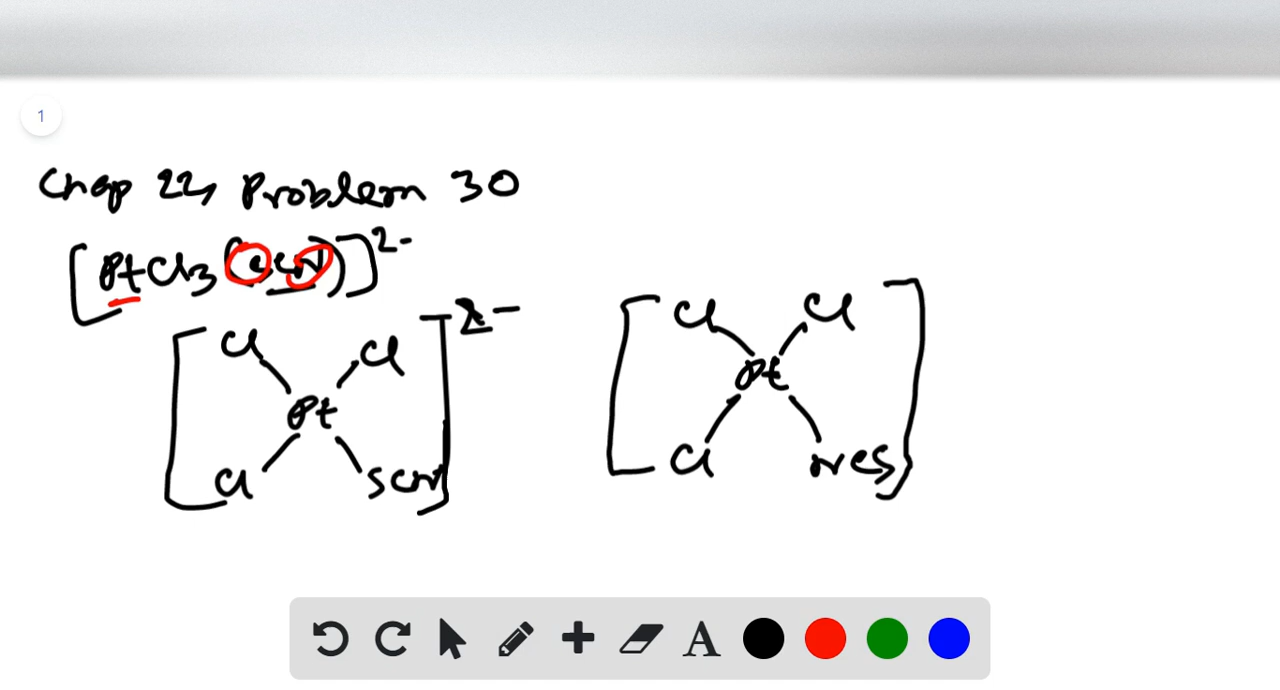 1
Chap 22, Problem 30
[PtCl3(SCN)]2-
[ Cl Cl ]2-
Pt
Cl SCN
[ Cl Cl ]
Pt
Cl NCS
A